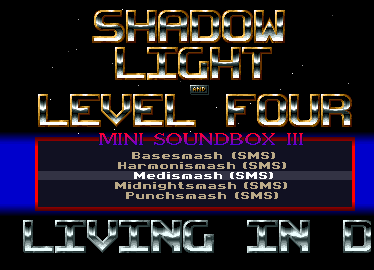 SHADOW
LIGHT
AND
LEVEL FOUR
MINI SOUNDBOX III
Basesmash (SMS)
Harmonismash (SMS)
Medismash (SMS)
Midnightsmash (SMS)
Punchsmash (SMS)
LIVING IN D